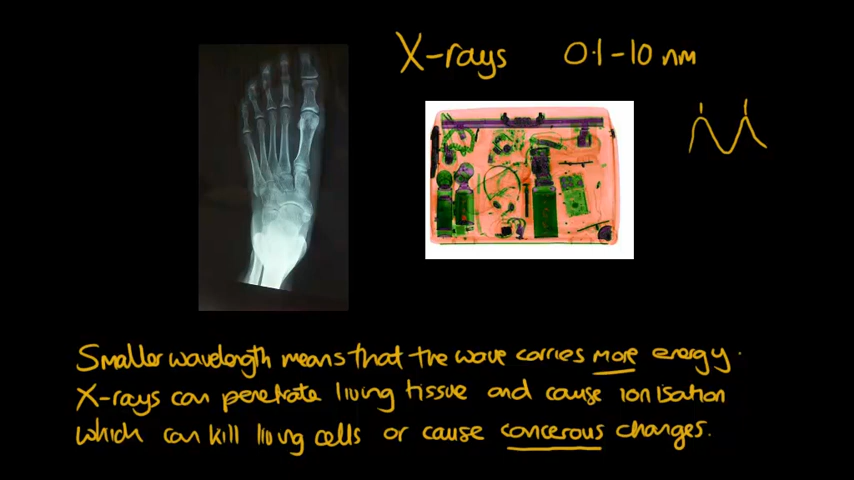 X-rays 0.1-10 nm
Smaller wavelength means that the wave carries more energy.
X-rays can penetrate living tissue and cause ionisation
which can kill living cells or cause cancerous changes.